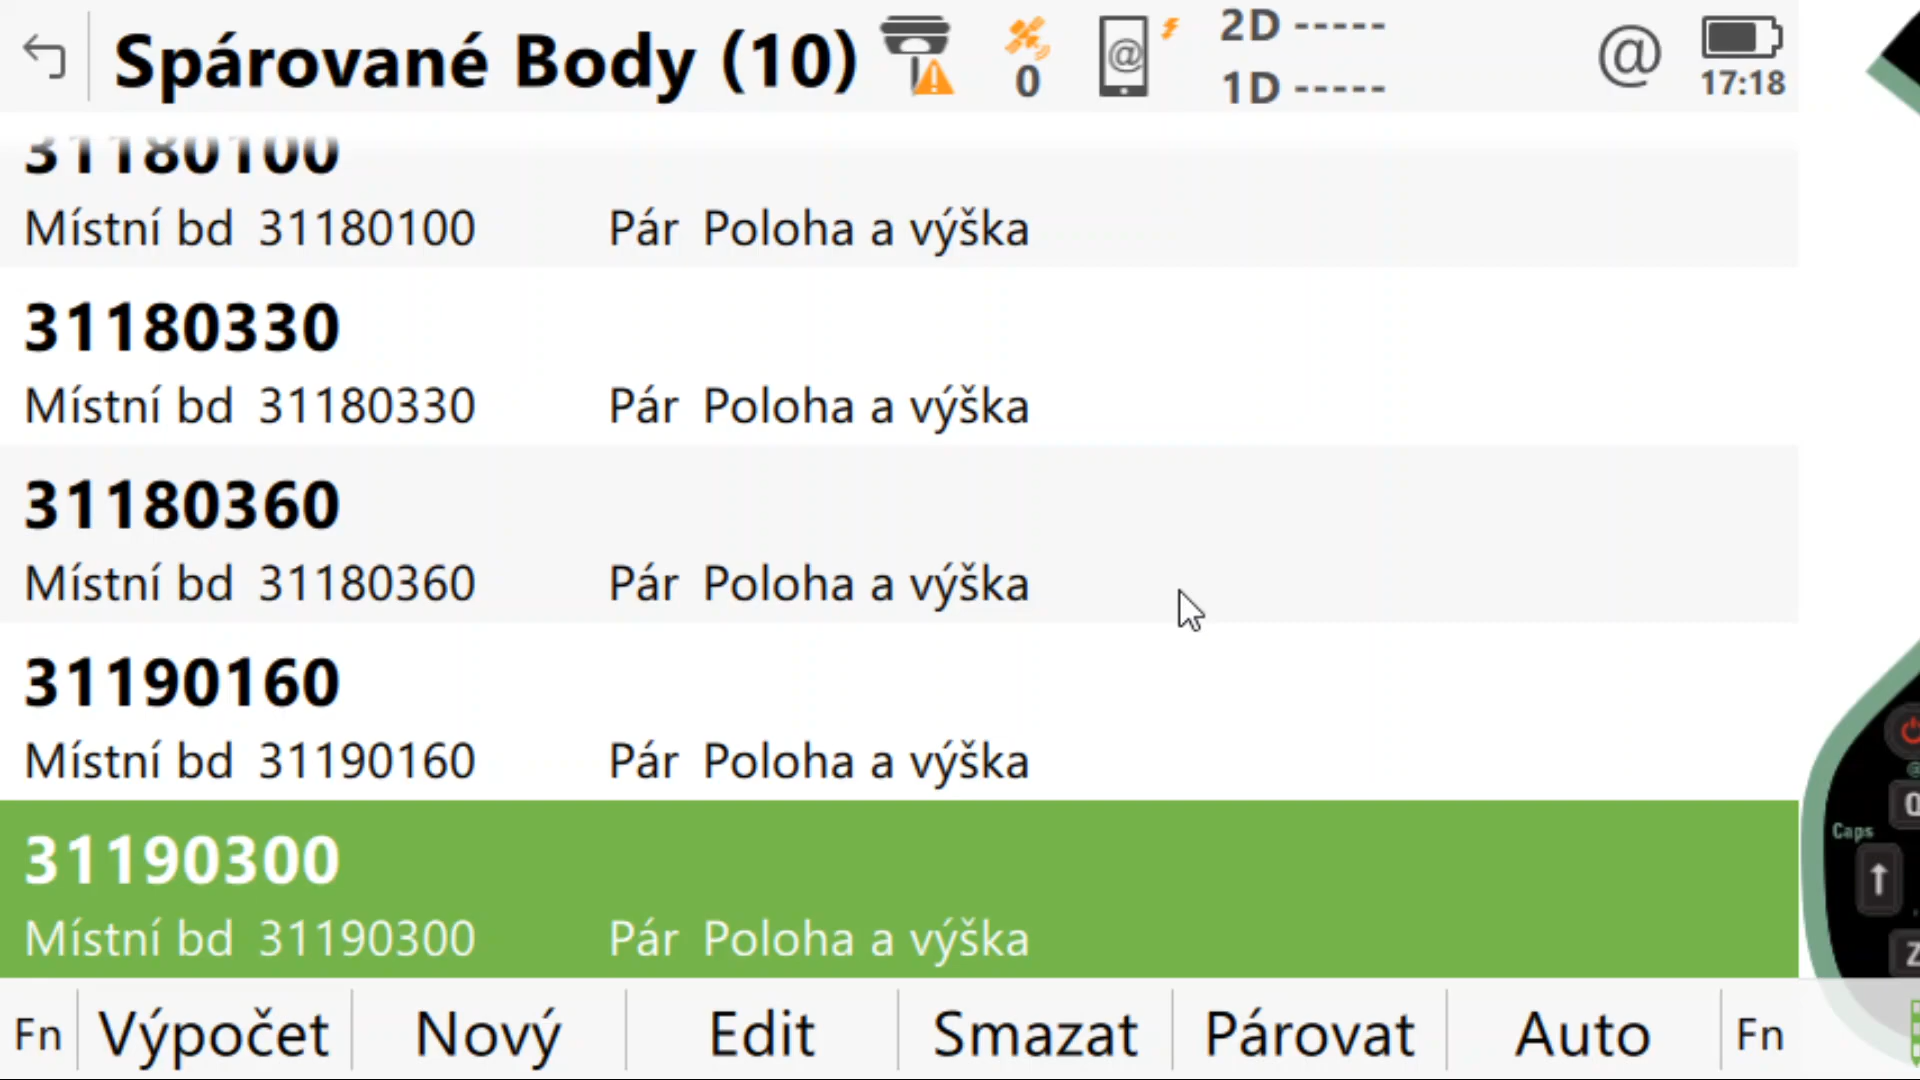 Spárované Body (10)
0
@
2D -----
1D -----
@
17:18
31180100
Místní bd 31180100 Pár Poloha a výška
31180330
Místní bd 31180330 Pár Poloha a výška
31180360
Místní bd 31180360 Pár Poloha a výška
31190160
Místní bd 31190160 Pár Poloha a výška
31190300
Místní bd 31190300 Pár Poloha a výška
Fn Výpočet Nový Edit Smazat Párovat Auto Fn
Caps
Z